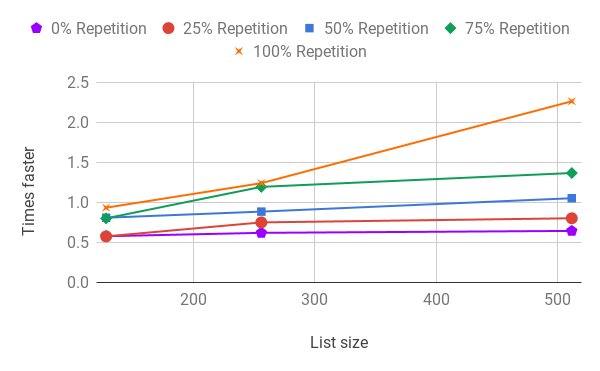 0% Repetition 25% Repetition 50% Repetition 75% Repetition
100% Repetition
2.5
2.0
1.5
1.0
0.5
0.0
Times faster
200 300 400 500
List size